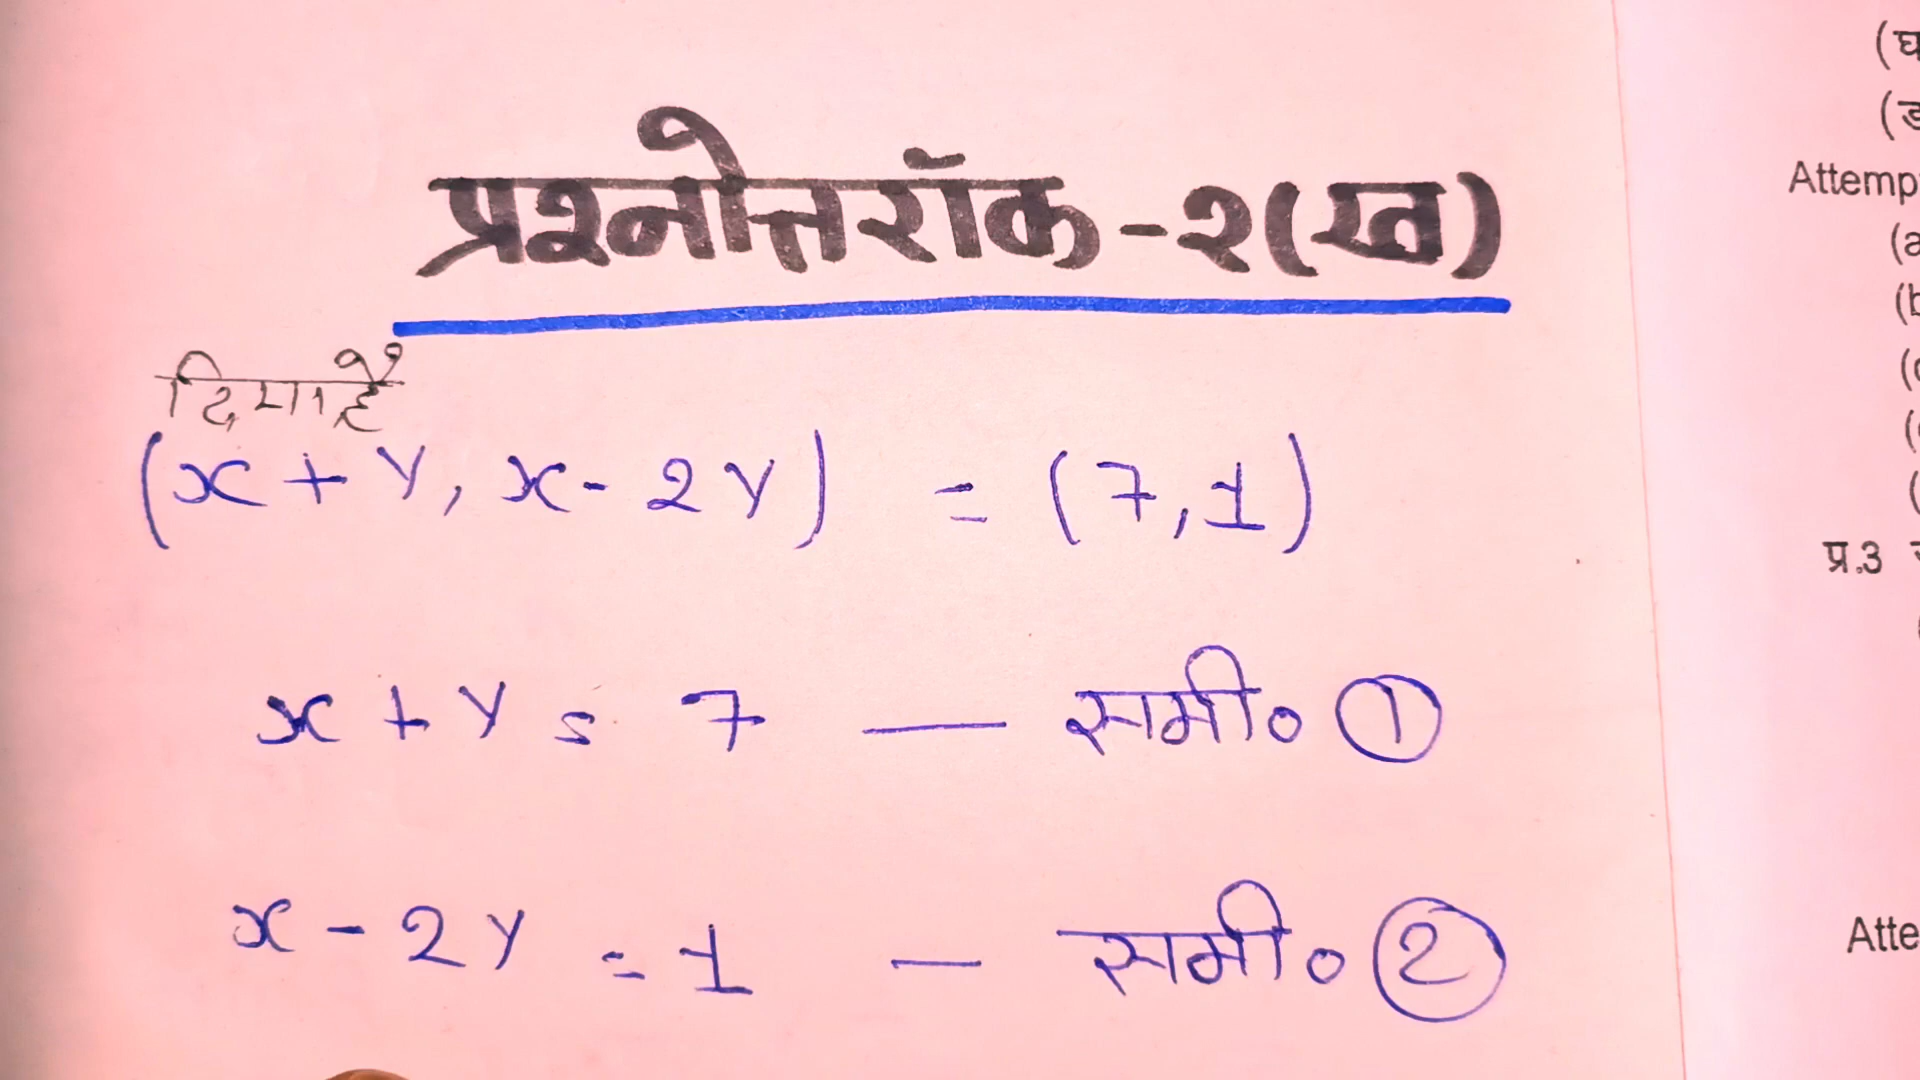 प्रश्नोत्तरॉक-२(ख)
दिया है
(x + y, x - 2y) = (7, 1)
x + y = 7 — समी० ①
x - 2y = 1 — समी० ②
(घ
(ड
Attemp
(a
(b
प्र.3
Atte